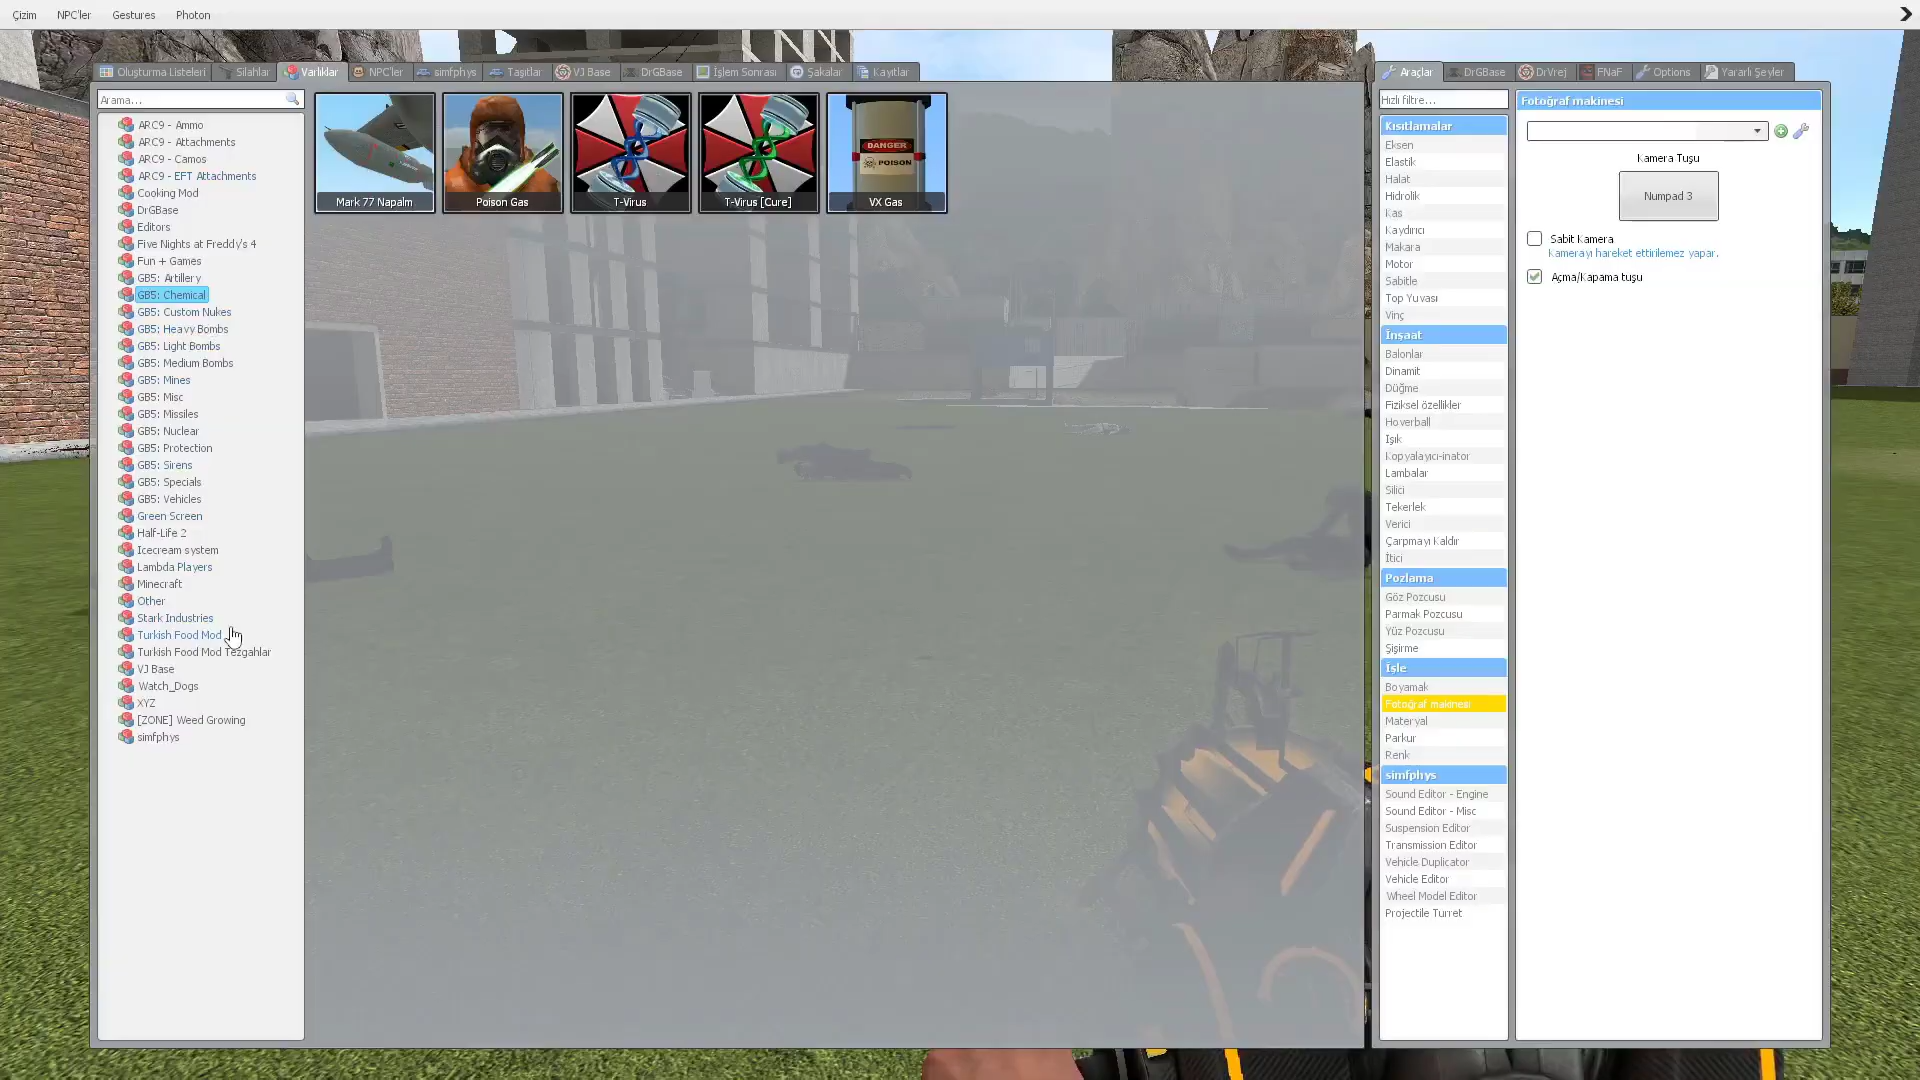 Çizim NPC'ler Gestures Photon
Oluşturma Listeleri Silahlar Varlıklar NPC'ler simfphys Taşıtlar VJ Base DrGBase İşlem Sonrası Şakalar Kayıtlar
Arama...
ARC9 - Ammo
ARC9 - Attachments
ARC9 - Camos
ARC9 - EFT Attachments
Cooking Mod
DrGBase
Editors
Five Nights at Freddy's 4
Fun + Games
GB5: Artillery
GB5: Chemical
GB5: Custom Nukes
GB5: Heavy Bombs
GB5: Light Bombs
GB5: Medium Bombs
GB5: Mines
GB5: Misc
GB5: Missiles
GB5: Nuclear
GB5: Protection
GB5: Sirens
GB5: Specials
GB5: Vehicles
Green Screen
Half-Life 2
Icecream system
Lambda Players
Minecraft
Other
Stark Industries
Turkish Food Mod
Turkish Food Mod Tezgahlar
VJ Base
Watch_Dogs
XYZ
[ZONE] Weed Growing
simfphys
DANGER
POISON
Mark 77 Napalm
Poison Gas
T-Virus
T-Virus [Cure]
VX Gas
Araçlar DrGBase DrVrej FNaF Options Yararlı Şeyler
Hızlı filtre...
Kısıtlamalar
Eksen
Elastik
Halat
Hidrolik
Kas
Kaydırıcı
Makara
Motor
Sabitle
Top Yuvası
Vinç
İnşaat
Balonlar
Dinamit
Düğme
Fiziksel özellikler
Hoverball
Işık
Kopyalayıcı-inator
Lambalar
Silici
Tekerlek
Verici
Çarpmayı Kaldır
İtici
Pozlama
Göz Pozcusu
Parmak Pozcusu
Yüz Pozcusu
Şişirme
İşle
Boyamak
Fotoğraf makinesi
Materyal
Parkur
Renk
simfphys
Sound Editor - Engine
Sound Editor - Misc
Suspension Editor
Transmission Editor
Vehicle Duplicator
Vehicle Editor
Wheel Model Editor
Projectile Turret
Fotoğraf makinesi
Kamera Tuşu
Numpad 3
Sabit Kamera
Kamerayı hareket ettirilemez yapar.
Açma/Kapama tuşu